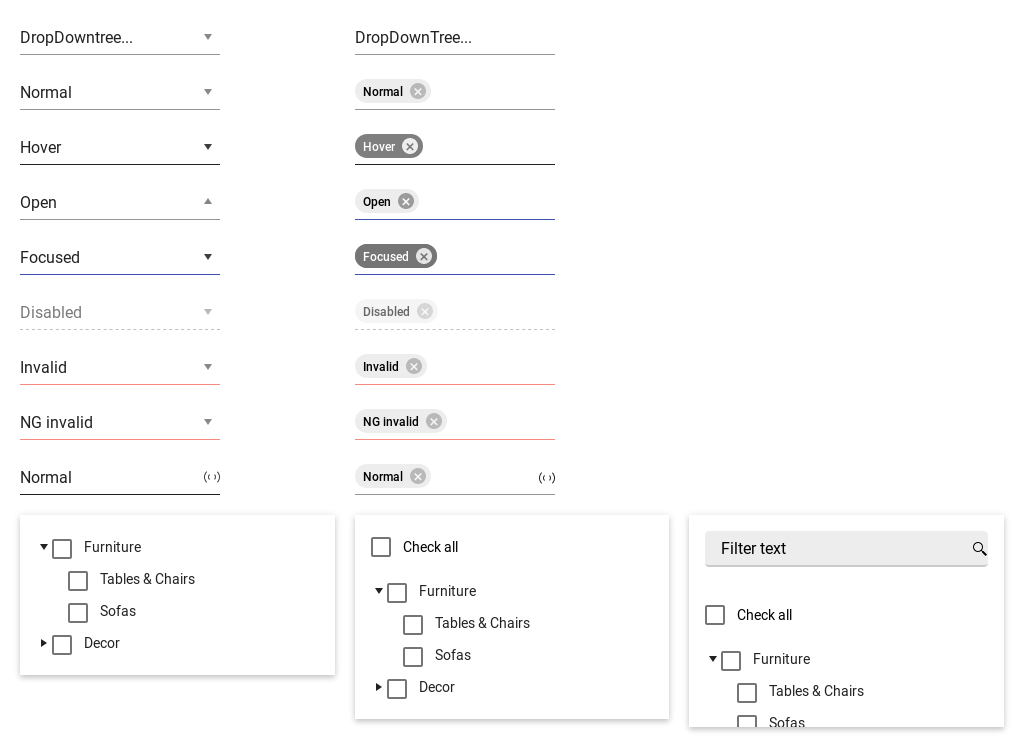 DropDowntree...
Normal
Hover
Open
Focused
Disabled
Invalid
NG invalid
Normal
DropDownTree...
Normal
Hover
Open
Focused
Disabled
Invalid
NG invalid
Normal
Furniture
Tables & Chairs
Sofas
Decor
Check all
Furniture
Tables & Chairs
Sofas
Decor
Filter text
Check all
Furniture
Tables & Chairs
Sofas